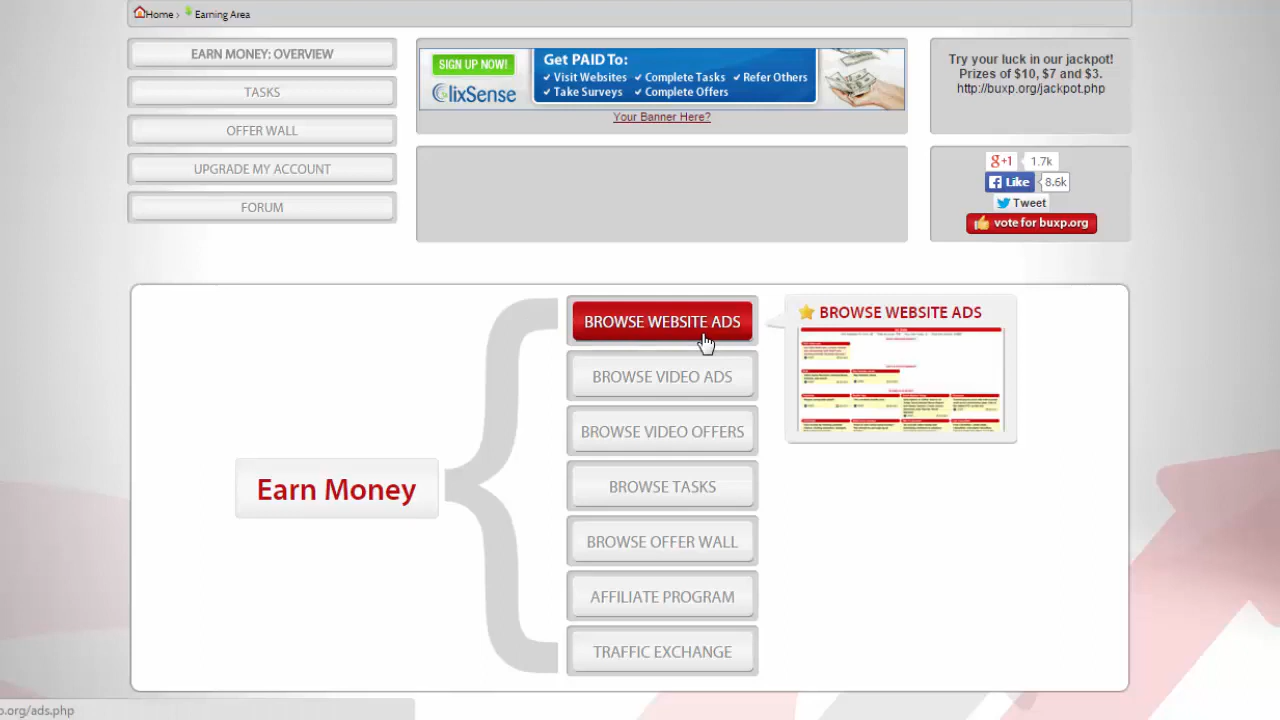 Home › Earning Area
EARN MONEY: OVERVIEW
TASKS
OFFER WALL
UPGRADE MY ACCOUNT
FORUM
SIGN UP NOW!
ClixSense
Get PAID To:
✓ Visit Websites ✓ Complete Tasks ✓ Refer Others
✓ Take Surveys ✓ Complete Offers
Your Banner Here?
Try your luck in our jackpot!
Prizes of $10, $7 and $3.
http://buxp.org/jackpot.php
g+1 1.7k
Like 8.6k
Tweet
vote for buxp.org
Earn Money
BROWSE WEBSITE ADS
BROWSE VIDEO ADS
BROWSE VIDEO OFFERS
BROWSE TASKS
BROWSE OFFER WALL
AFFILIATE PROGRAM
TRAFFIC EXCHANGE
BROWSE WEBSITE ADS
p.org/ads.php